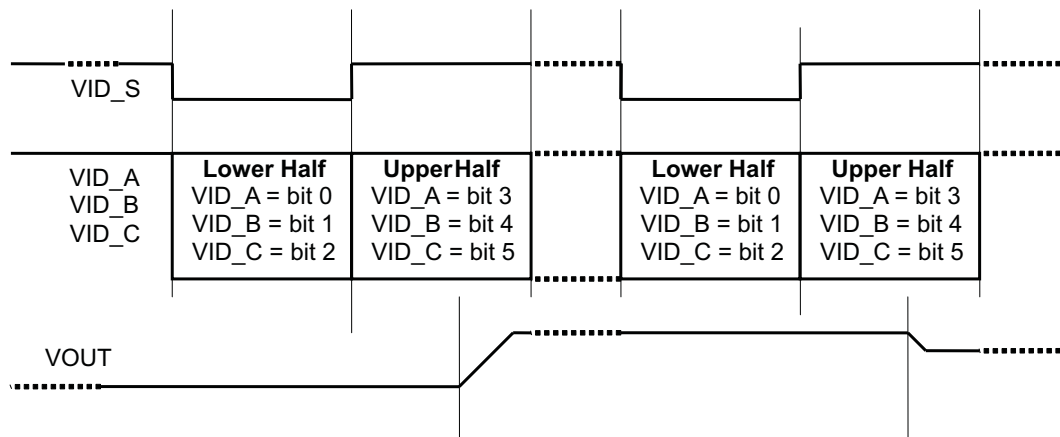 VID_S
VID_A
VID_B
VID_C
Lower Half
VID_A = bit 0
VID_B = bit 1
VID_C = bit 2
UpperHalf
VID_A = bit 3
VID_B = bit 4
VID_C = bit 5
Lower Half
VID_A = bit 0
VID_B = bit 1
VID_C = bit 2
Upper Half
VID_A = bit 3
VID_B = bit 4
VID_C = bit 5
VOUT